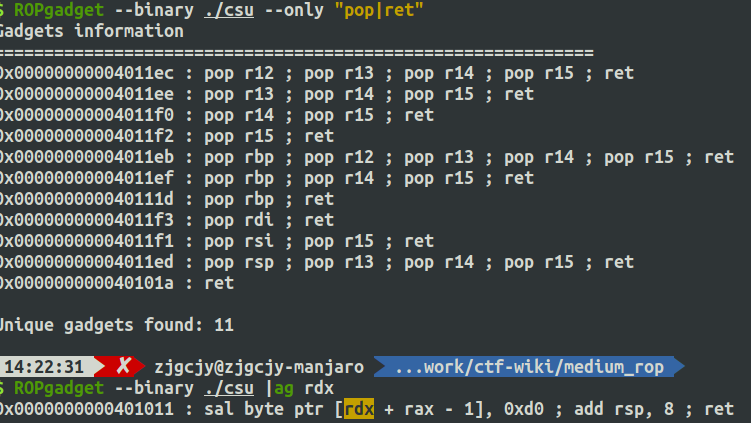 $ ROPgadget --binary ./csu --only "pop|ret"
Gadgets information
============================================================
0x00000000004011ec : pop r12 ; pop r13 ; pop r14 ; pop r15 ; ret
0x00000000004011ee : pop r13 ; pop r14 ; pop r15 ; ret
0x00000000004011f0 : pop r14 ; pop r15 ; ret
0x00000000004011f2 : pop r15 ; ret
0x00000000004011eb : pop rbp ; pop r12 ; pop r13 ; pop r14 ; pop r15 ; ret
0x00000000004011ef : pop rbp ; pop r14 ; pop r15 ; ret
0x000000000040111d : pop rbp ; ret
0x00000000004011f3 : pop rdi ; ret
0x00000000004011f1 : pop rsi ; pop r15 ; ret
0x00000000004011ed : pop rsp ; pop r13 ; pop r14 ; pop r15 ; ret
0x000000000040101a : ret
Unique gadgets found: 11
14:22:31 ✘ zjgcjy@zjgcjy-manjaro ...work/ctf-wiki/medium_rop
$ ROPgadget --binary ./csu |ag rdx
0x0000000000401011 : sal byte ptr [rdx + rax - 1], 0xd0 ; add rsp, 8 ; ret